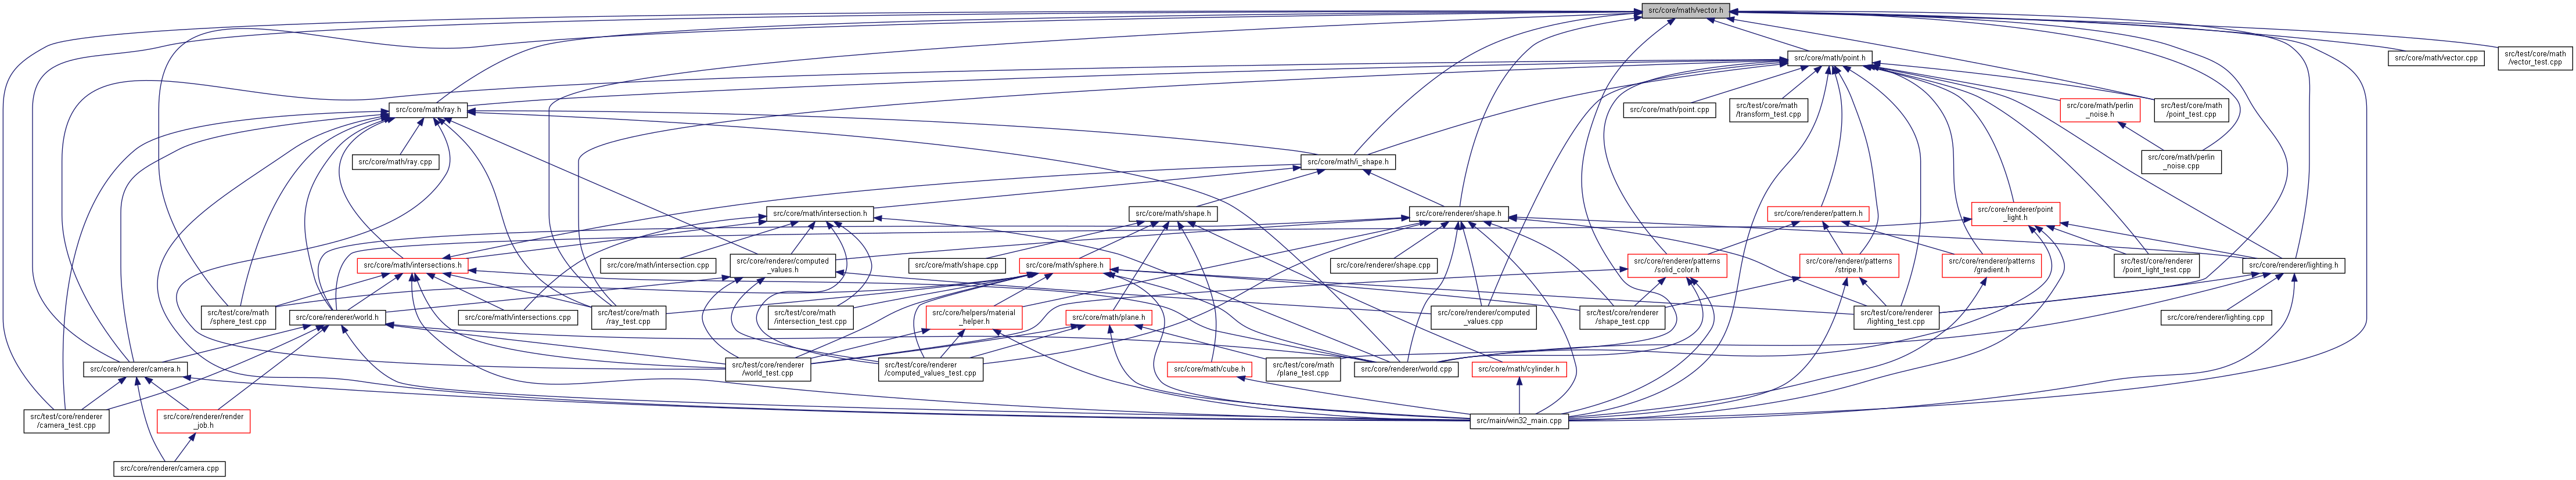 src/core/math/vector.h
src/core/math/point.h
src/core/math/vector.cpp
src/test/core/math
/vector_test.cpp
src/core/math/ray.h
src/core/math/point.cpp
src/test/core/math
/transform_test.cpp
src/core/math/perlin
_noise.h
src/test/core/math
/point_test.cpp
src/core/math/ray.cpp
src/core/math/i_shape.h
src/core/math/perlin
_noise.cpp
src/core/math/intersection.h
src/core/math/shape.h
src/core/renderer/shape.h
src/core/renderer/pattern.h
src/core/renderer/point
_light.h
src/core/math/intersections.h
src/core/math/intersection.cpp
src/core/renderer/computed
_values.h
src/core/math/shape.cpp
src/core/math/sphere.h
src/core/renderer/shape.cpp
src/core/renderer/patterns
/solid_color.h
src/core/renderer/patterns
/stripe.h
src/core/renderer/patterns
/gradient.h
src/test/core/renderer
/point_light_test.cpp
src/core/renderer/lighting.h
src/test/core/math
/sphere_test.cpp
src/core/renderer/world.h
src/core/math/intersections.cpp
src/test/core/math
/ray_test.cpp
src/test/core/math
/intersection_test.cpp
src/core/helpers/material
_helper.h
src/core/math/plane.h
src/core/renderer/computed
_values.cpp
src/test/core/renderer
/shape_test.cpp
src/test/core/renderer
/lighting_test.cpp
src/core/renderer/lighting.cpp
src/core/renderer/camera.h
src/test/core/renderer
/world_test.cpp
src/test/core/renderer
/computed_values_test.cpp
src/core/math/cube.h
src/test/core/math
/plane_test.cpp
src/core/renderer/world.cpp
src/core/math/cylinder.h
src/test/core/renderer
/camera_test.cpp
src/core/renderer/render
_job.h
src/main/win32_main.cpp
src/core/renderer/camera.cpp